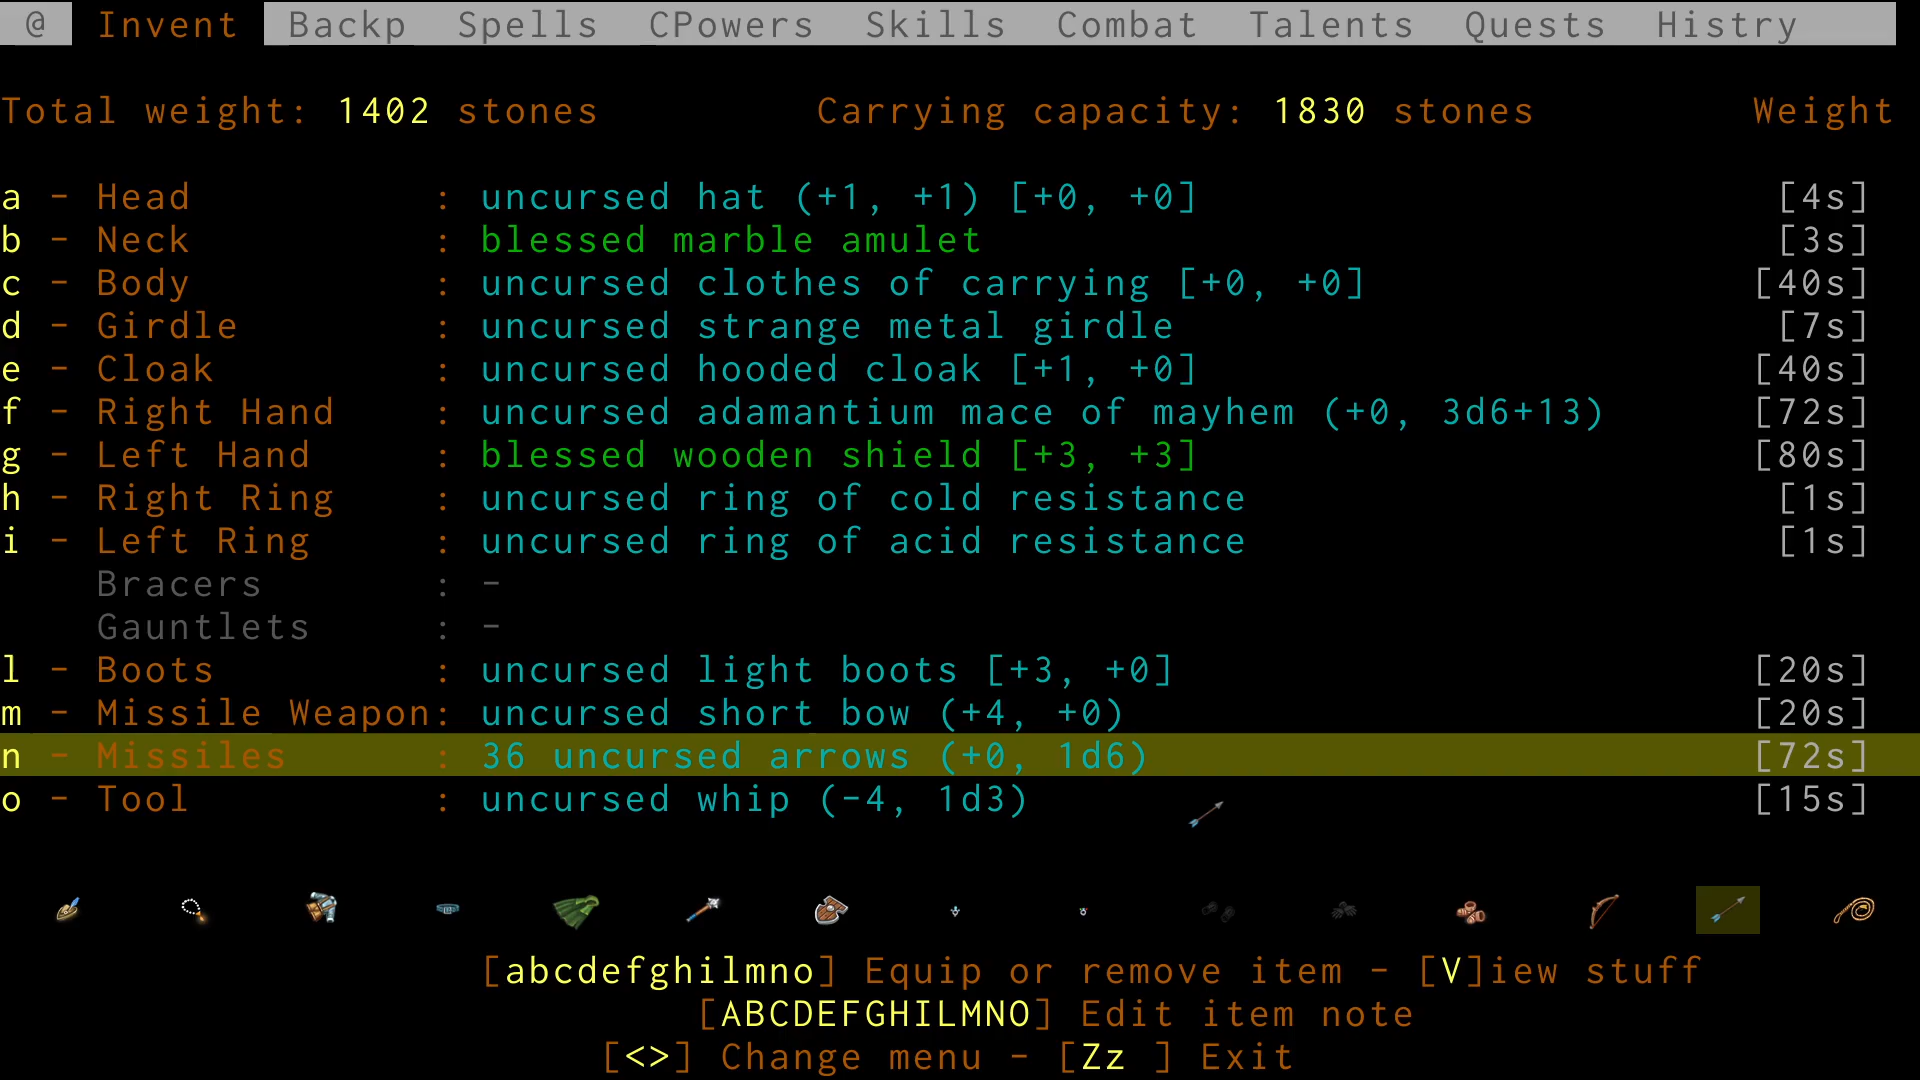 @ Invent Backp Spells CPowers Skills Combat Talents Quests Histry
Total weight: 1402 stones Carrying capacity: 1830 stones Weight
a - Head : uncursed hat (+1, +1) [+0, +0] [4s]
b - Neck : blessed marble amulet [3s]
c - Body : uncursed clothes of carrying [+0, +0] [40s]
d - Girdle : uncursed strange metal girdle [7s]
e - Cloak : uncursed hooded cloak [+1, +0] [40s]
f - Right Hand : uncursed adamantium mace of mayhem (+0, 3d6+13) [72s]
g - Left Hand : blessed wooden shield [+3, +3] [80s]
h - Right Ring : uncursed ring of cold resistance [1s]
i - Left Ring : uncursed ring of acid resistance [1s]
Bracers : -
Gauntlets : -
l - Boots : uncursed light boots [+3, +0] [20s]
m - Missile Weapon: uncursed short bow (+4, +0) [20s]
n - Missiles : 36 uncursed arrows (+0, 1d6) [72s]
o - Tool : uncursed whip (-4, 1d3) [15s]
[abcdefghilmno] Equip or remove item - [V]iew stuff
[ABCDEFGHILMNO] Edit item note
[<>] Change menu - [Zz ] Exit